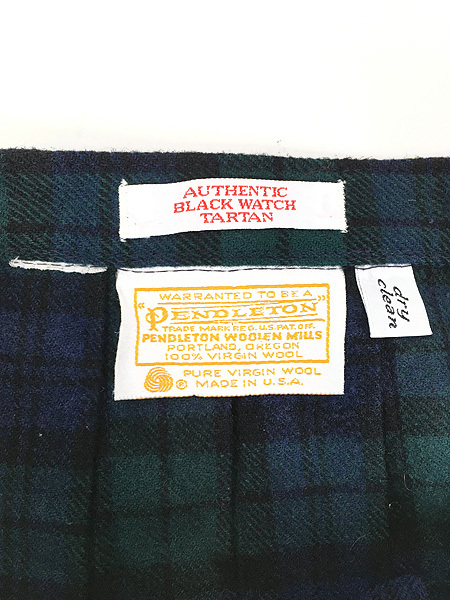 AUTHENTIC
BLACK WATCH
TARTAN
WARRANTED TO BE A
"PENDLETON"
TRADE MARK REG. U.S. PAT. OFF.
PENDLETON WOOLEN MILLS
PORTLAND, OREGON
100% VIRGIN WOOL
PURE VIRGIN WOOL
® MADE IN U.S.A.
dry
clean